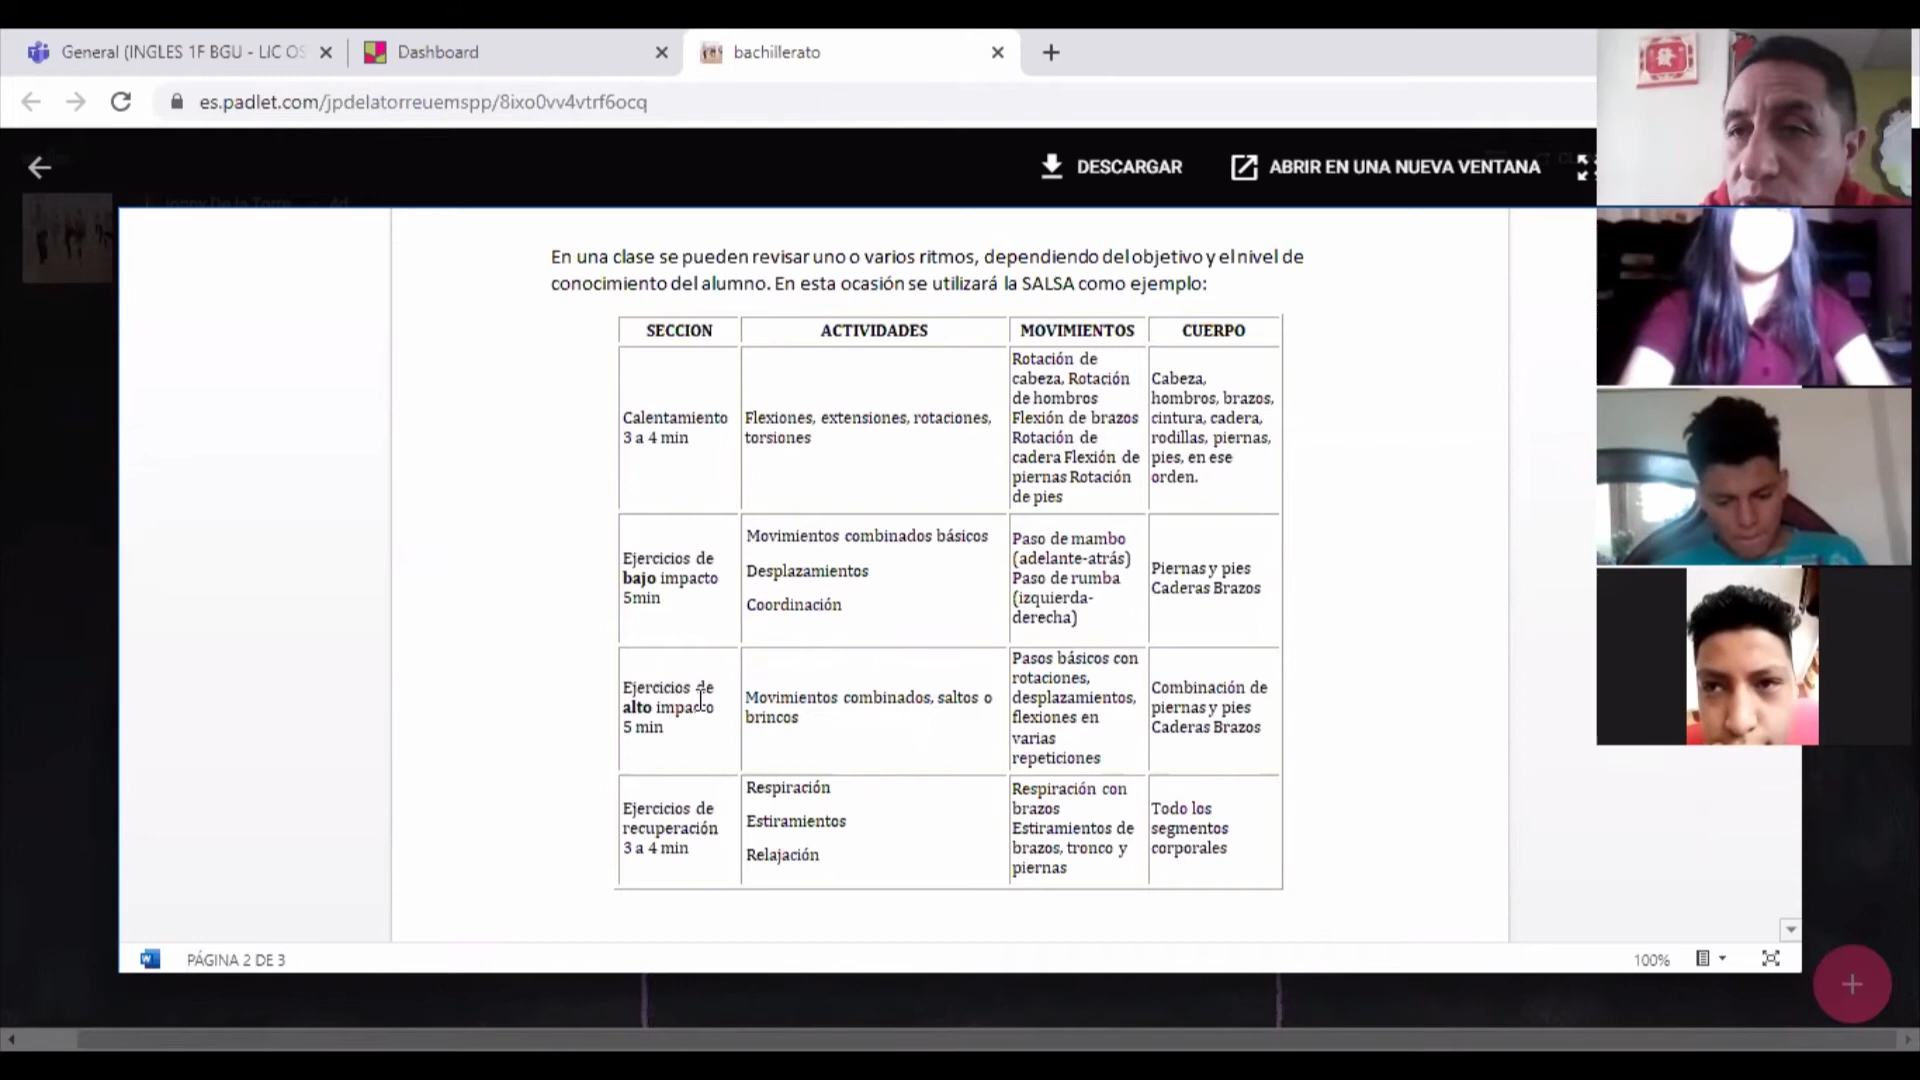 General (INGLES 1F BGU - LIC OS
Dashboard
bachillerato
es.padlet.com/jpdelatorreuemspp/8ixo0vv4vtrf6ocq
DESCARGAR
ABRIR EN UNA NUEVA VENTANA
En una clase se pueden revisar uno o varios ritmos, dependiendo del objetivo y el nivel de
conocimiento del alumno. En esta ocasión se utilizará la SALSA como ejemplo:
SECCION
ACTIVIDADES
MOVIMIENTOS
CUERPO
Calentamiento
3 a 4 min
Flexiones, extensiones, rotaciones,
torsiones
Rotación de
cabeza, Rotación
de hombros
Flexión de brazos
Rotación de
cadera Flexión de
piernas Rotación
de pies
Cabeza,
hombros, brazos,
cintura, cadera,
rodillas, piernas,
pies, en ese
orden.
Ejercicios de
bajo impacto
5min
Movimientos combinados básicos
Desplazamientos
Coordinación
Paso de mambo
(adelante-atrás)
Paso de rumba
(izquierda-
derecha)
Piernas y pies
Caderas Brazos
Ejercicios de
alto impacto
5 min
Movimientos combinados, saltos o
brincos
Pasos básicos con
rotaciones,
desplazamientos,
flexiones en
varias
repeticiones
Combinación de
piernas y pies
Caderas Brazos
Ejercicios de
recuperación
3 a 4 min
Respiración
Estiramientos
Relajación
Respiración con
brazos
Estiramientos de
brazos, tronco y
piernas
Todo los
segmentos
corporales
PÁGINA 2 DE 3
100%